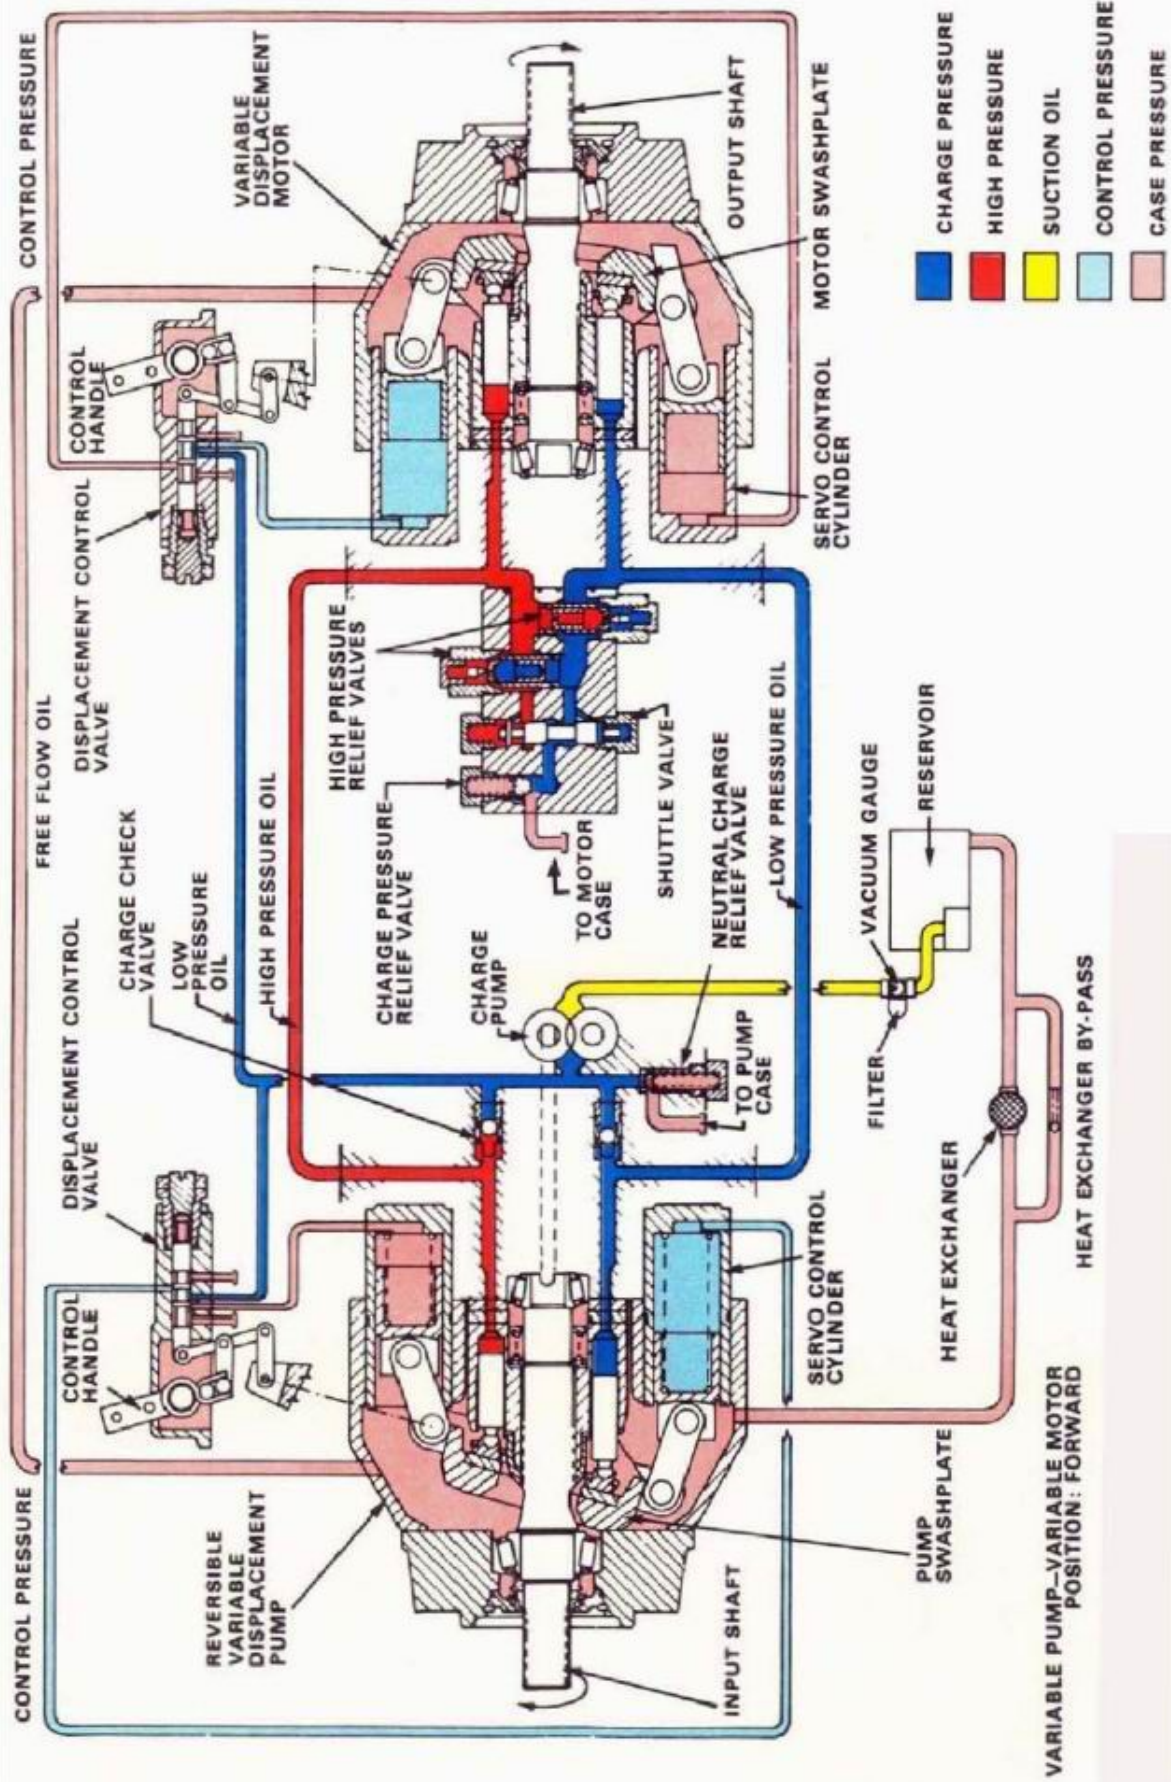 CONTROL PRESSURE
FREE FLOW OIL
CONTROL PRESSURE
REVERSIBLE
VARIABLE
DISPLACEMENT
PUMP
CONTROL
HANDLE
DISPLACEMENT CONTROL
VALVE
CHARGE CHECK
VALVE
LOW
PRESSURE
OIL
HIGH PRESSURE OIL
DISPLACEMENT CONTROL
VALVE
CONTROL
HANDLE
VARIABLE
DISPLACEMENT
MOTOR
HIGH PRESSURE
RELIEF VALVES
CHARGE PRESSURE
RELIEF VALVE
CHARGE
PUMP
TO MOTOR
CASE
SHUTTLE VALVE
NEUTRAL CHARGE
RELIEF VALVE
TO PUMP
CASE
LOW PRESSURE OIL
INPUT SHAFT
OUTPUT SHAFT
MOTOR SWASHPLATE
SERVO CONTROL
CYLINDER
SERVO CONTROL
CYLINDER
PUMP
SWASHPLATE
HEAT EXCHANGER
FILTER
VACUUM GAUGE
RESERVOIR
HEAT EXCHANGER BY-PASS
VARIABLE PUMP–VARIABLE MOTOR
POSITION: FORWARD
CHARGE PRESSURE
HIGH PRESSURE
SUCTION OIL
CONTROL PRESSURE
CASE PRESSURE